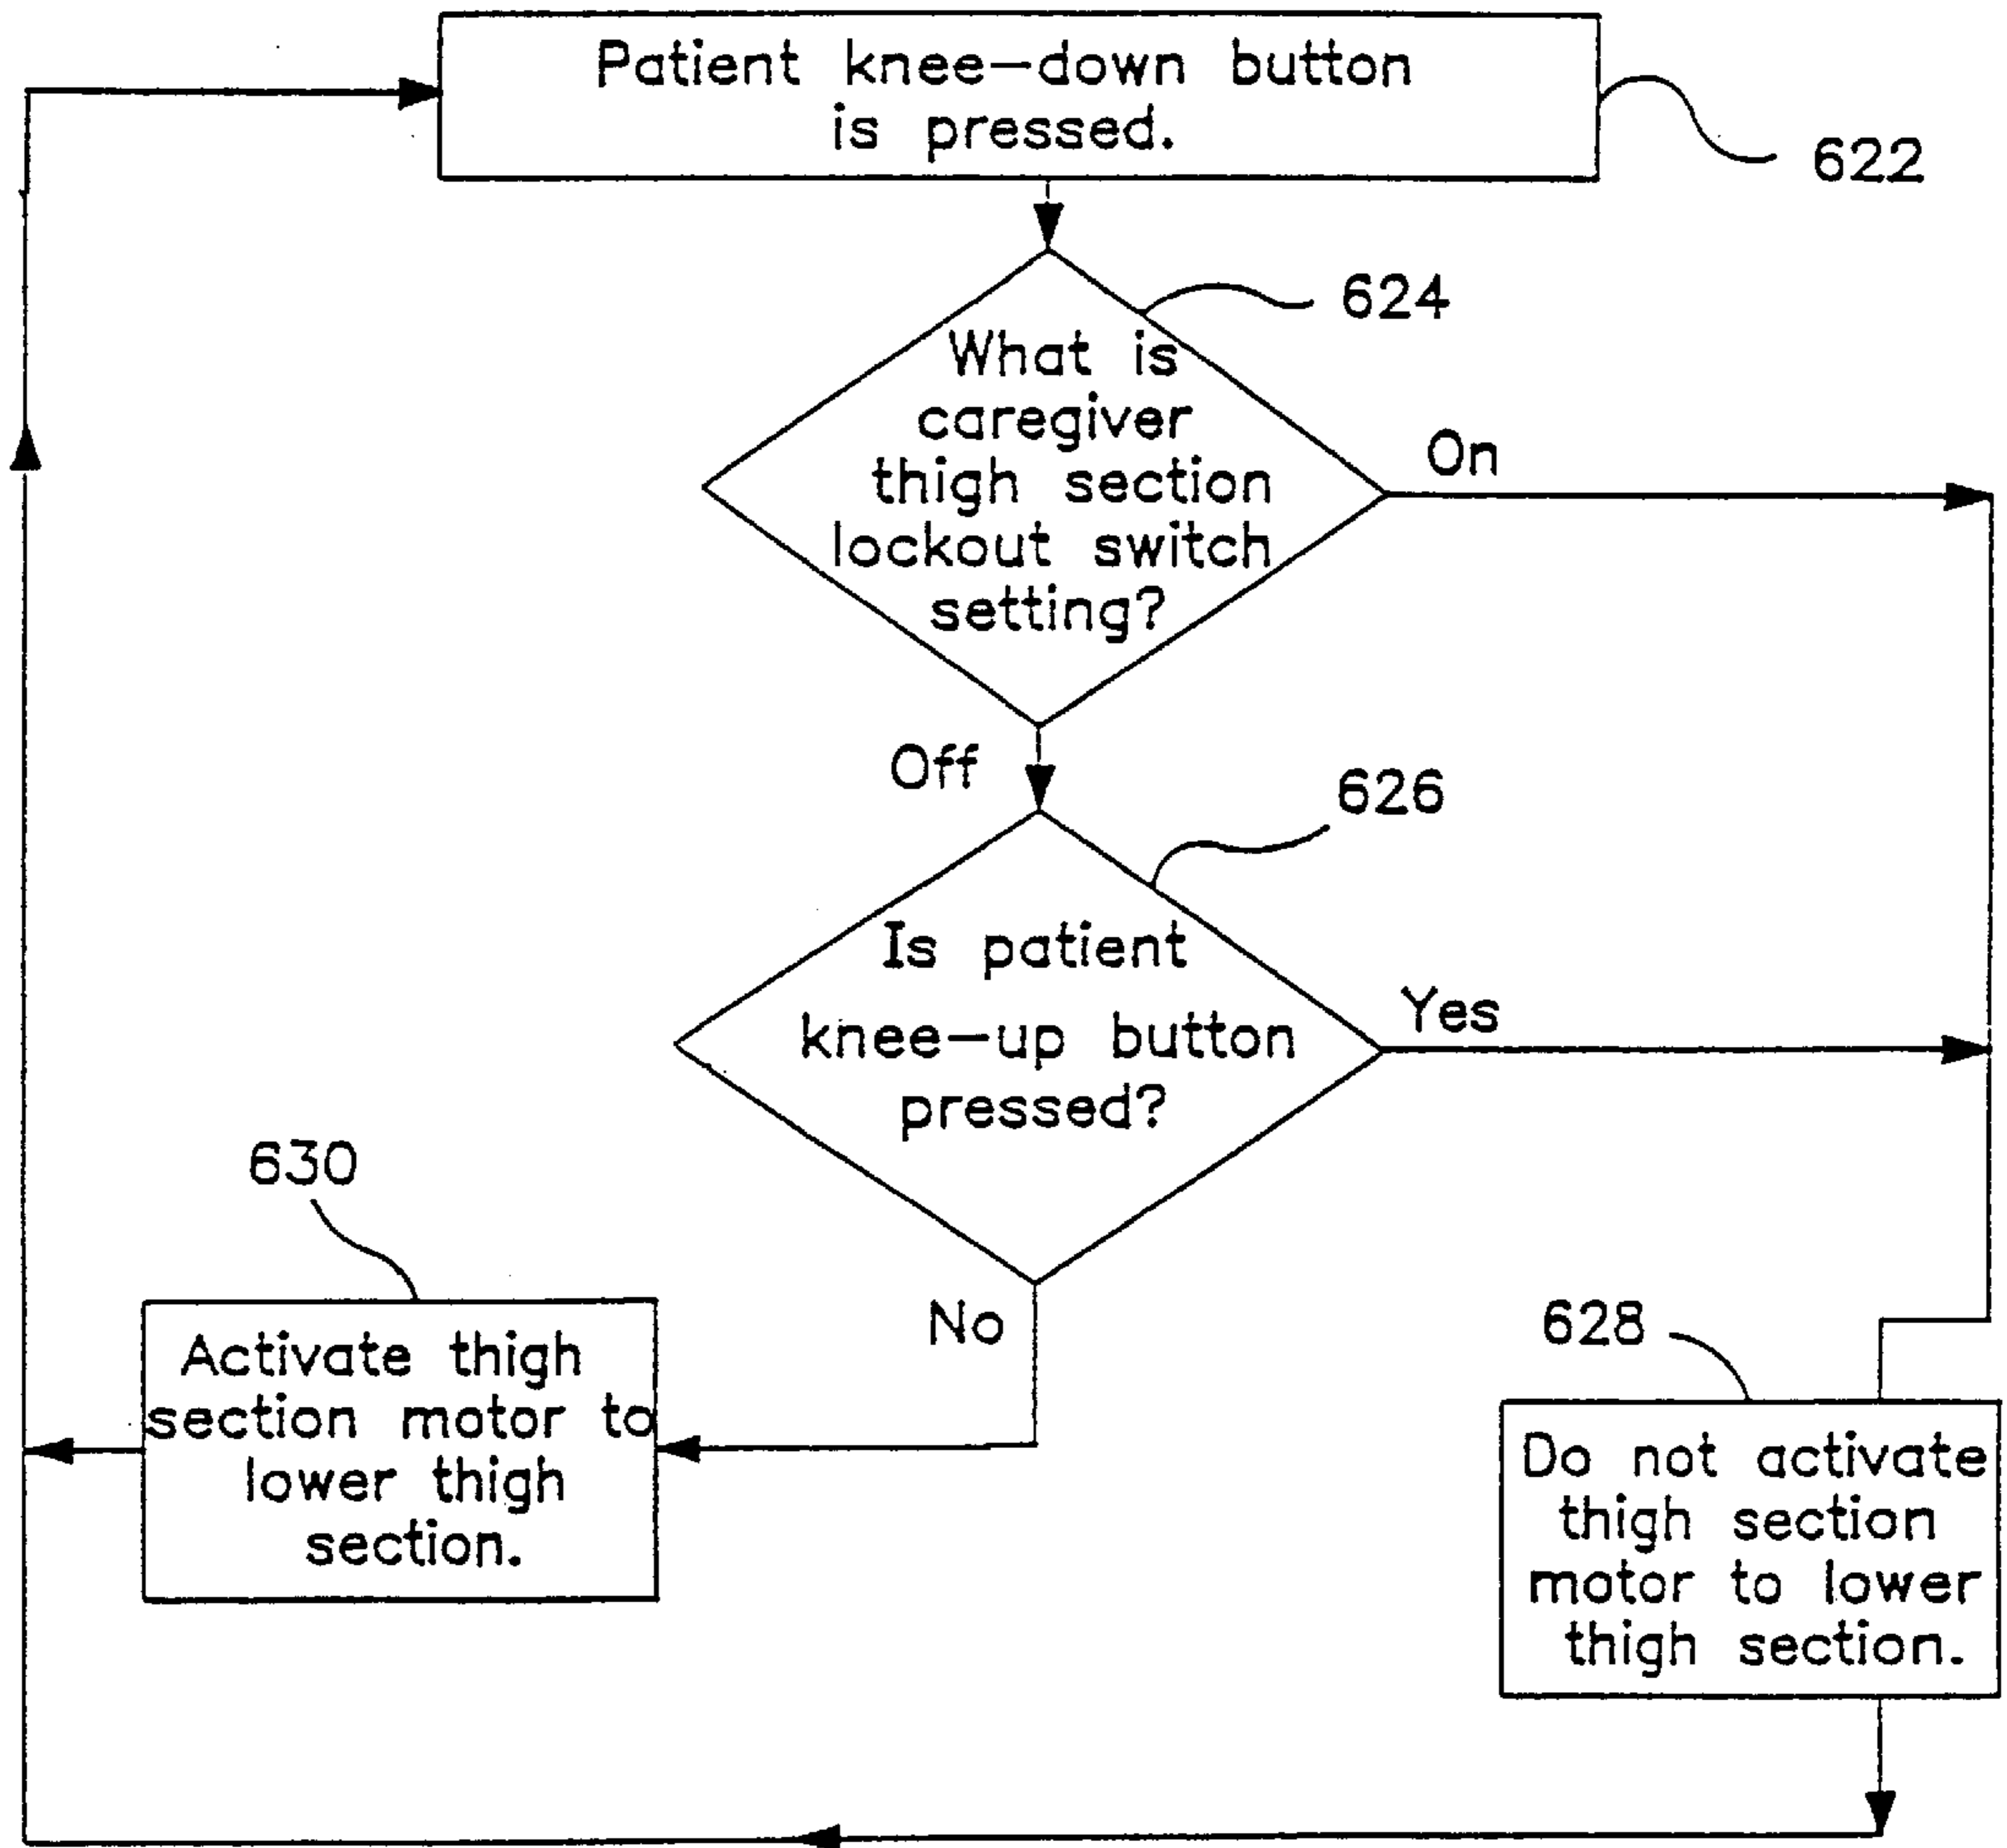 Patient knee-down button
is pressed.
622
624
What is
caregiver
thigh section
lockout switch
setting?
On
Off
626
Is patient
knee-up button
pressed?
Yes
No
630
Activate thigh
section motor to
lower thigh
section.
628
Do not activate
thigh section
motor to lower
thigh section.